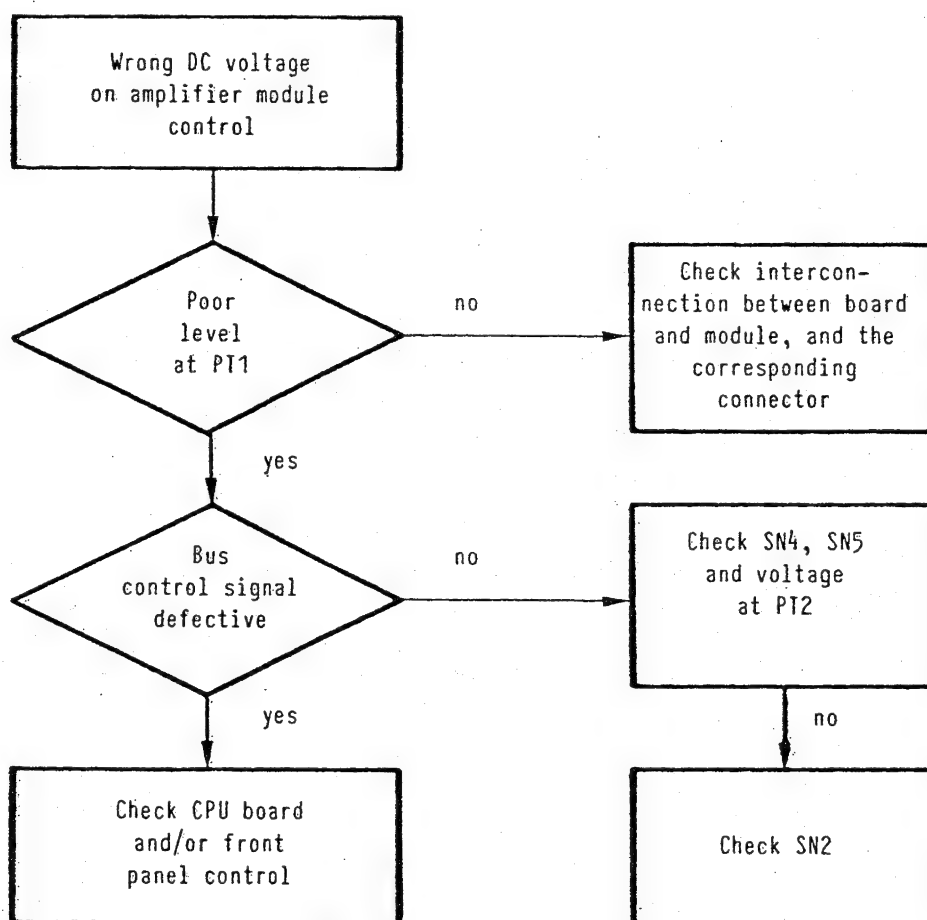 Wrong DC voltage
on amplifier module
control
Poor
level
at PT1
no
Check intercon-
nection between board
and module, and the
corresponding
connector
yes
Bus
control signal
defective
no
Check SN4, SN5
and voltage
at PT2
yes
no
Check CPU board
and/or front
panel control
Check SN2